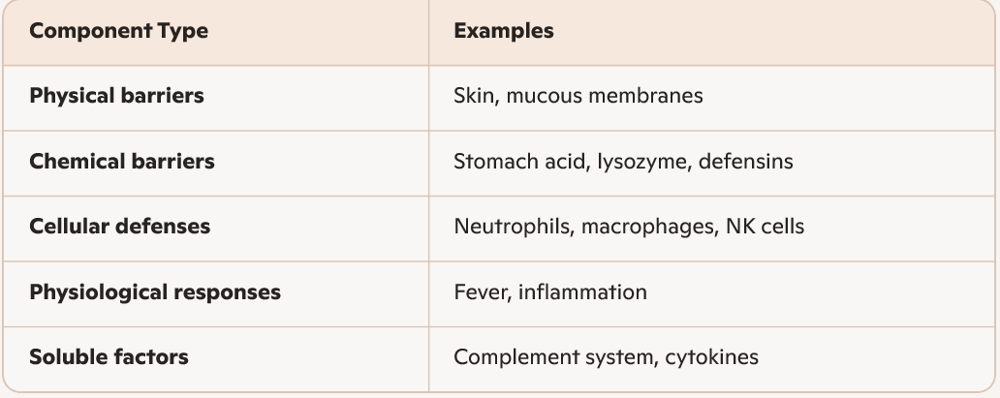 Component Type Examples
Physical barriers Skin, mucous membranes
Chemical barriers Stomach acid, lysozyme, defensins
Cellular defenses Neutrophils, macrophages, NK cells
Physiological responses Fever, inflammation
Soluble factors Complement system, cytokines